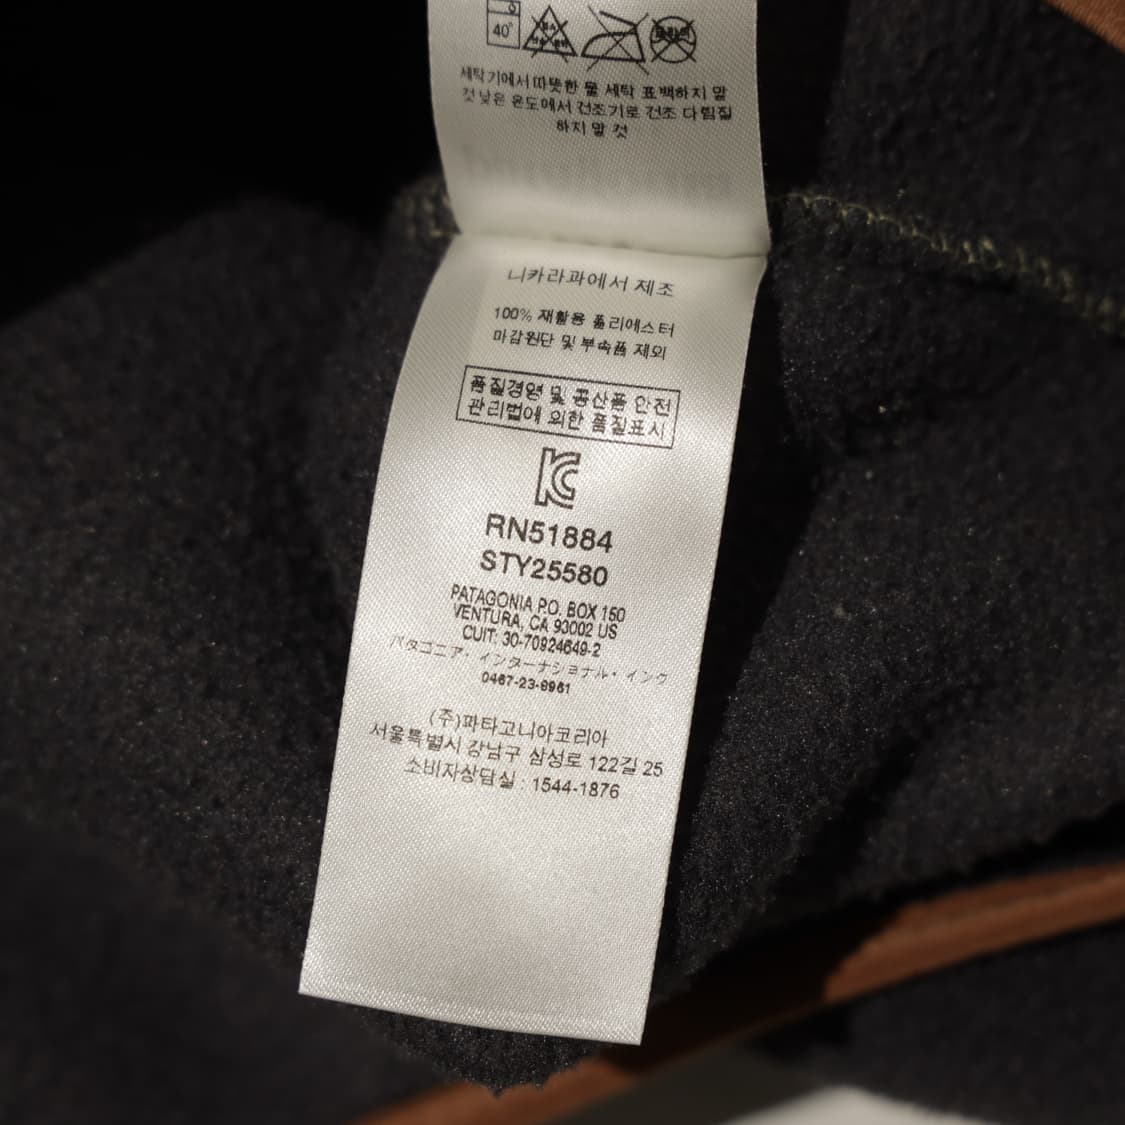 40°
세탁기에서 따뜻한 물 세탁 표백하지 말
것 낮은 온도에서 건조기로 건조 다림질
하지 말 것
니카라과에서 제조
100% 재활용 폴리에스터
마감원단 및 부속품 제외
품질경영 및 공산품 안전
관리법에 의한 품질표시
KC
RN51884
STY25580
PATAGONIA P.O. BOX 150
VENTURA, CA 93002 US
CUIT: 30-70924649-2
パタゴニア・インターナショナル・インク
0467-23-9961
(주)파타고니아코리아
서울특별시 강남구 삼성로 122길 25
소비자상담실 : 1544-1876